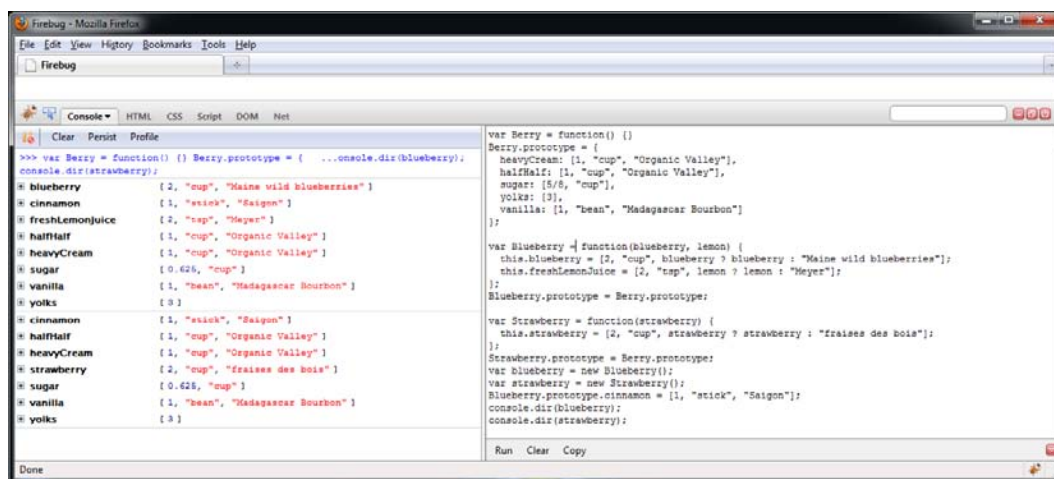 Firebug - Mozilla Firefox
File Edit View History Bookmarks Tools Help
Firebug
Console HTML CSS Script DOM Net
Clear Persist Profile
>>> var Berry = function() {} Berry.prototype = { ...onsole.dir(blueberry);
console.dir(strawberry);
blueberry [ 2, "cup", "Maine wild blueberries" ]
cinnamon [ 1, "stick", "Saigon" ]
freshLemonJuice [ 2, "tsp", "Meyer" ]
halfHalf [ 1, "cup", "Organic Valley" ]
heavyCream [ 1, "cup", "Organic Valley" ]
sugar [ 0.625, "cup" ]
vanilla [ 1, "bean", "Madagascar Bourbon" ]
yolks [ 3 ]
cinnamon [ 1, "stick", "Saigon" ]
halfHalf [ 1, "cup", "Organic Valley" ]
heavyCream [ 1, "cup", "Organic Valley" ]
strawberry [ 2, "cup", "fraises des bois" ]
sugar [ 0.625, "cup" ]
vanilla [ 1, "bean", "Madagascar Bourbon" ]
yolks [ 3 ]
var Berry = function() {}
Berry.prototype = {
heavyCream: [1, "cup", "Organic Valley"],
halfHalf: [1, "cup", "Organic Valley"],
sugar: [5/8, "cup"],
yolks: [3],
vanilla: [1, "bean", "Madagascar Bourbon"]
};
var Blueberry = function(blueberry, lemon) {
this.blueberry = [2, "cup", blueberry ? blueberry : "Maine wild blueberries"];
this.freshLemonJuice = [2, "tsp", lemon ? lemon : "Meyer"];
};
Blueberry.prototype = Berry.prototype;
var Strawberry = function(strawberry) {
this.strawberry = [2, "cup", strawberry ? strawberry : "fraises des bois"];
};
Strawberry.prototype = Berry.prototype;
var blueberry = new Blueberry();
var strawberry = new Strawberry();
Blueberry.prototype.cinnamon = [1, "stick", "Saigon"];
console.dir(blueberry);
console.dir(strawberry);
Run Clear Copy
Done